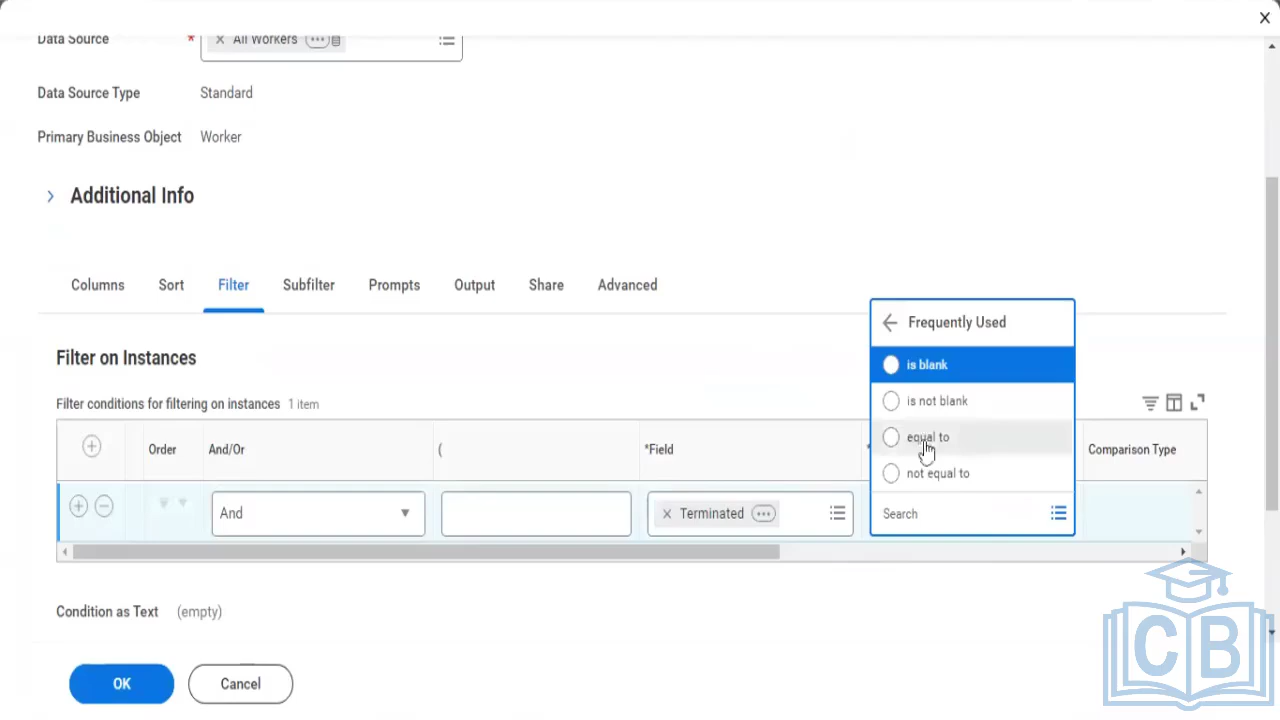 X
Data Source * × All Workers
Data Source Type Standard
Primary Business Object Worker
Additional Info
Columns Sort Filter Subfilter Prompts Output Share Advanced
Frequently Used
is blank
is not blank
equal to
not equal to
Search
Filter on Instances
Filter conditions for filtering on instances 1 item
Order And/Or ( *Field * Comparison Type
And × Terminated
Condition as Text (empty)
OK Cancel
CB